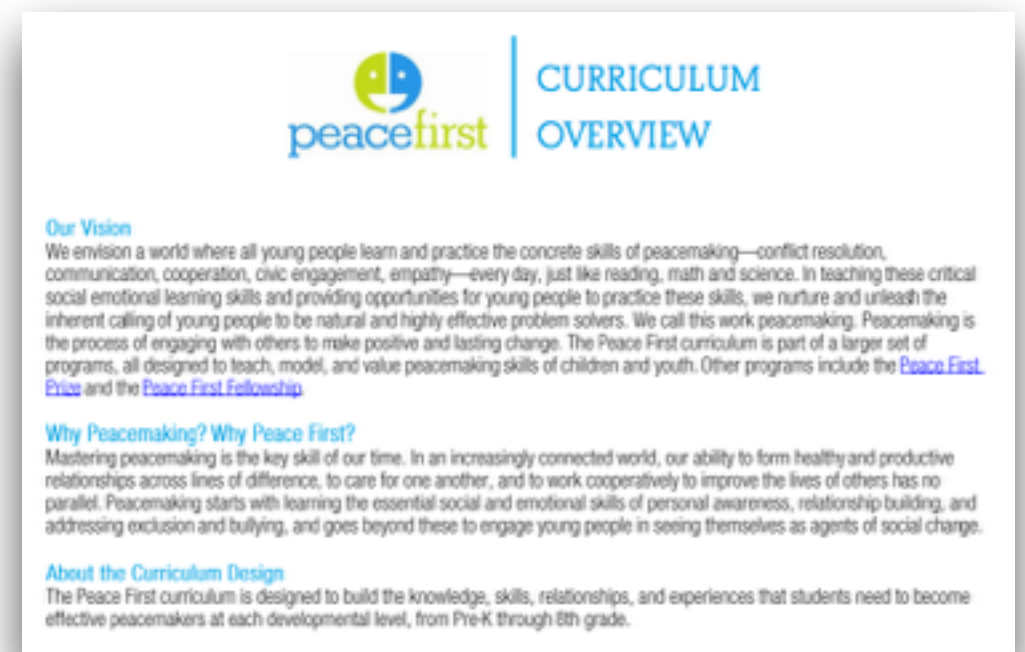 peacefirst
CURRICULUM
OVERVIEW
Our Vision
We envision a world where all young people learn and practice the concrete skills of peacemaking—conflict resolution,
communication, cooperation, civic engagement, empathy—every day, just like reading, math and science. In teaching these critical
social emotional learning skills and providing opportunities for young people to practice these skills, we nurture and unleash the
inherent calling of young people to be natural and highly effective problem solvers. We call this work peacemaking. Peacemaking is
the process of engaging with others to make positive and lasting change. The Peace First curriculum is part of a larger set of
programs, all designed to teach, model, and value peacemaking skills of children and youth. Other programs include the Peace First
Prize and the Peace First Fellowship.
Why Peacemaking? Why Peace First?
Mastering peacemaking is the key skill of our time. In an increasingly connected world, our ability to form healthy and productive
relationships across lines of difference, to care for one another, and to work cooperatively to improve the lives of others has no
parallel. Peacemaking starts with learning the essential social and emotional skills of personal awareness, relationship building, and
addressing exclusion and bullying, and goes beyond these to engage young people in seeing themselves as agents of social change.
About the Curriculum Design
The Peace First curriculum is designed to build the knowledge, skills, relationships, and experiences that students need to become
effective peacemakers at each developmental level, from Pre-K through 8th grade.